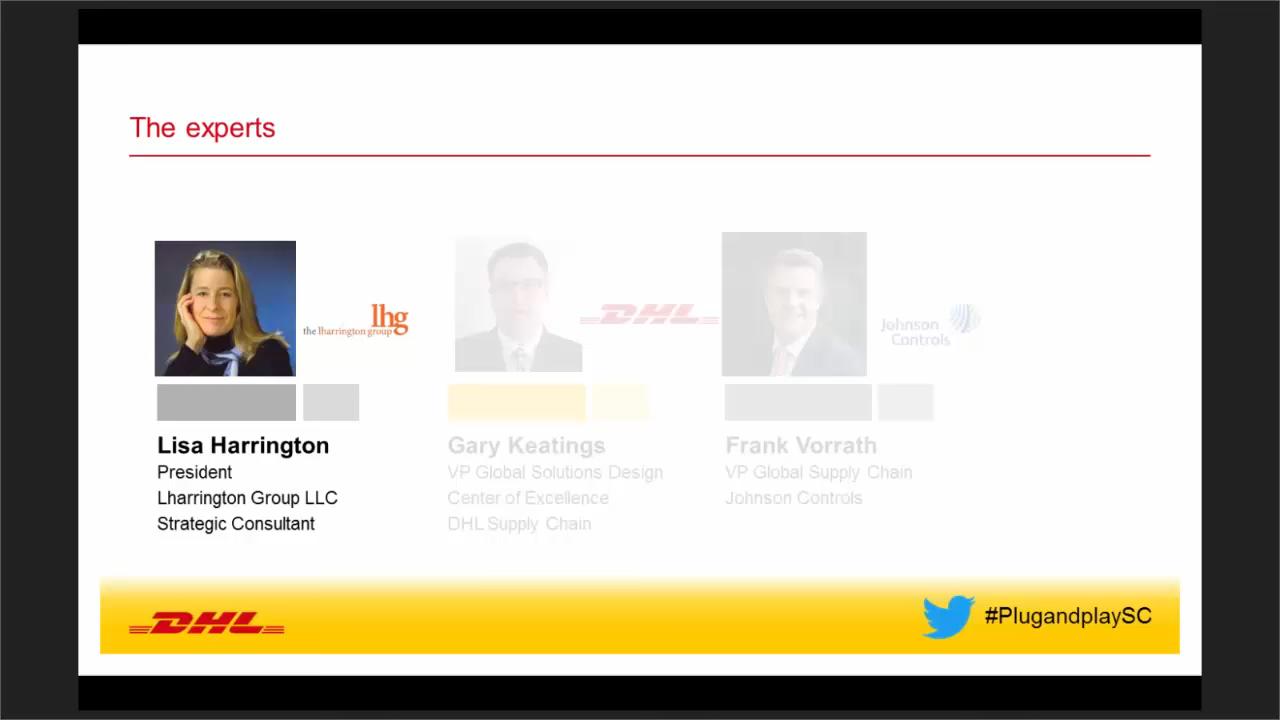 The experts
lhg
the lharrington group
DHL
Johnson
Controls
Lisa Harrington
President
Lharrington Group LLC
Strategic Consultant
Gary Keatings
VP Global Solutions Design
Center of Excellence
DHL Supply Chain
Frank Vorrath
VP Global Supply Chain
Johnson Controls
DHL
#PlugandplaySC